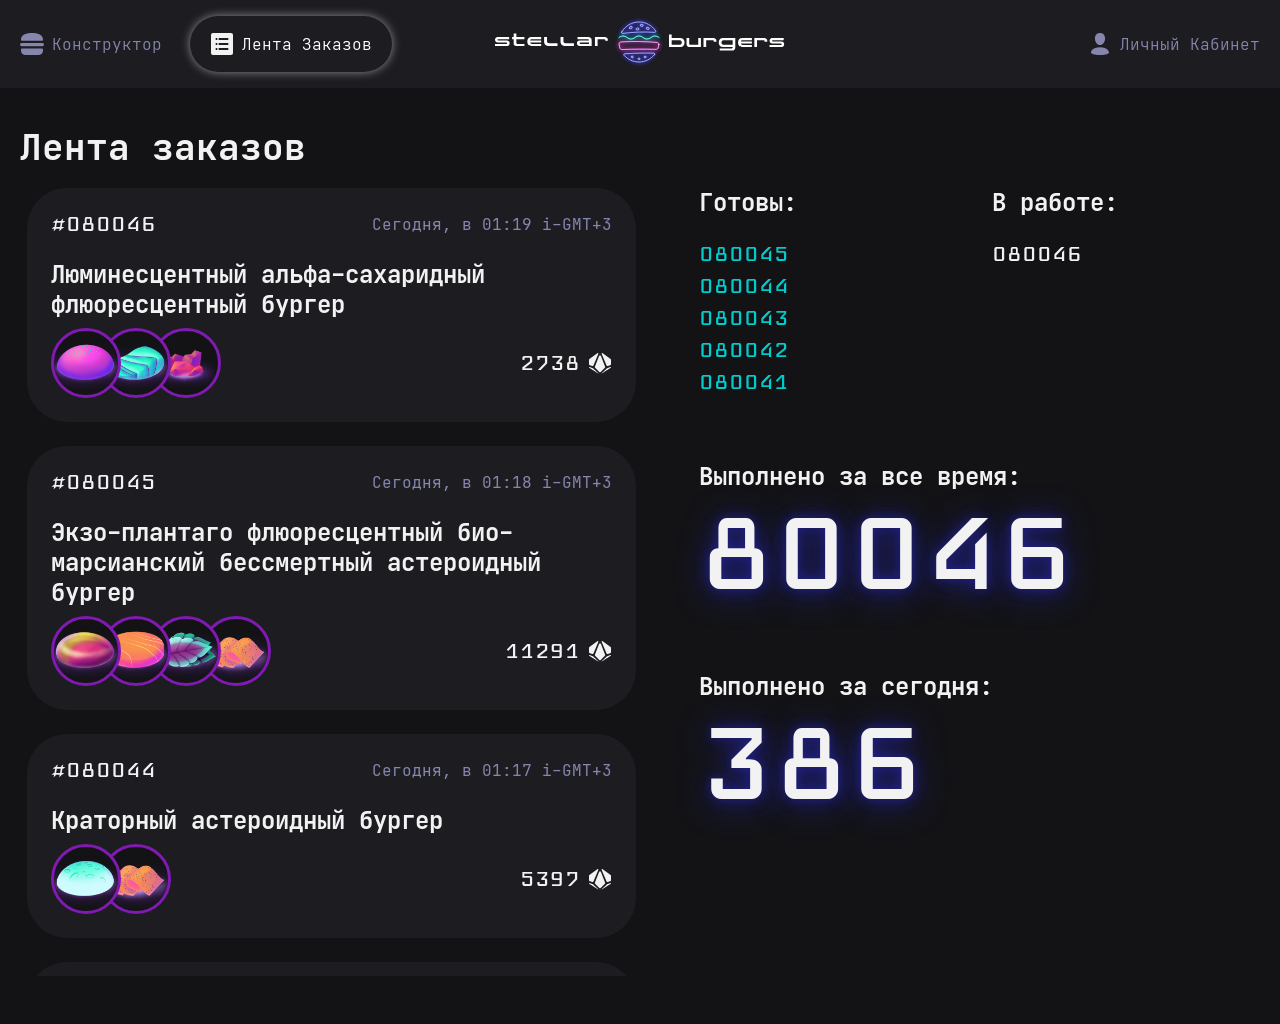 Конструктор
Лента Заказов
stellar burgers
Личный Кабинет
Лента заказов
#080046
Сегодня, в 01:19 i-GMT+3
Люминесцентный альфа-сахаридный
флюоресцентный бургер
2738
#080045
Сегодня, в 01:18 i-GMT+3
Экзо-плантаго флюоресцентный био-
марсианский бессмертный астероидный
бургер
11291
#080044
Сегодня, в 01:17 i-GMT+3
Краторный астероидный бургер
5397
Готовы:
080045
080044
080043
080042
080041
В работе:
080046
Выполнено за все время:
80046
Выполнено за сегодня:
386